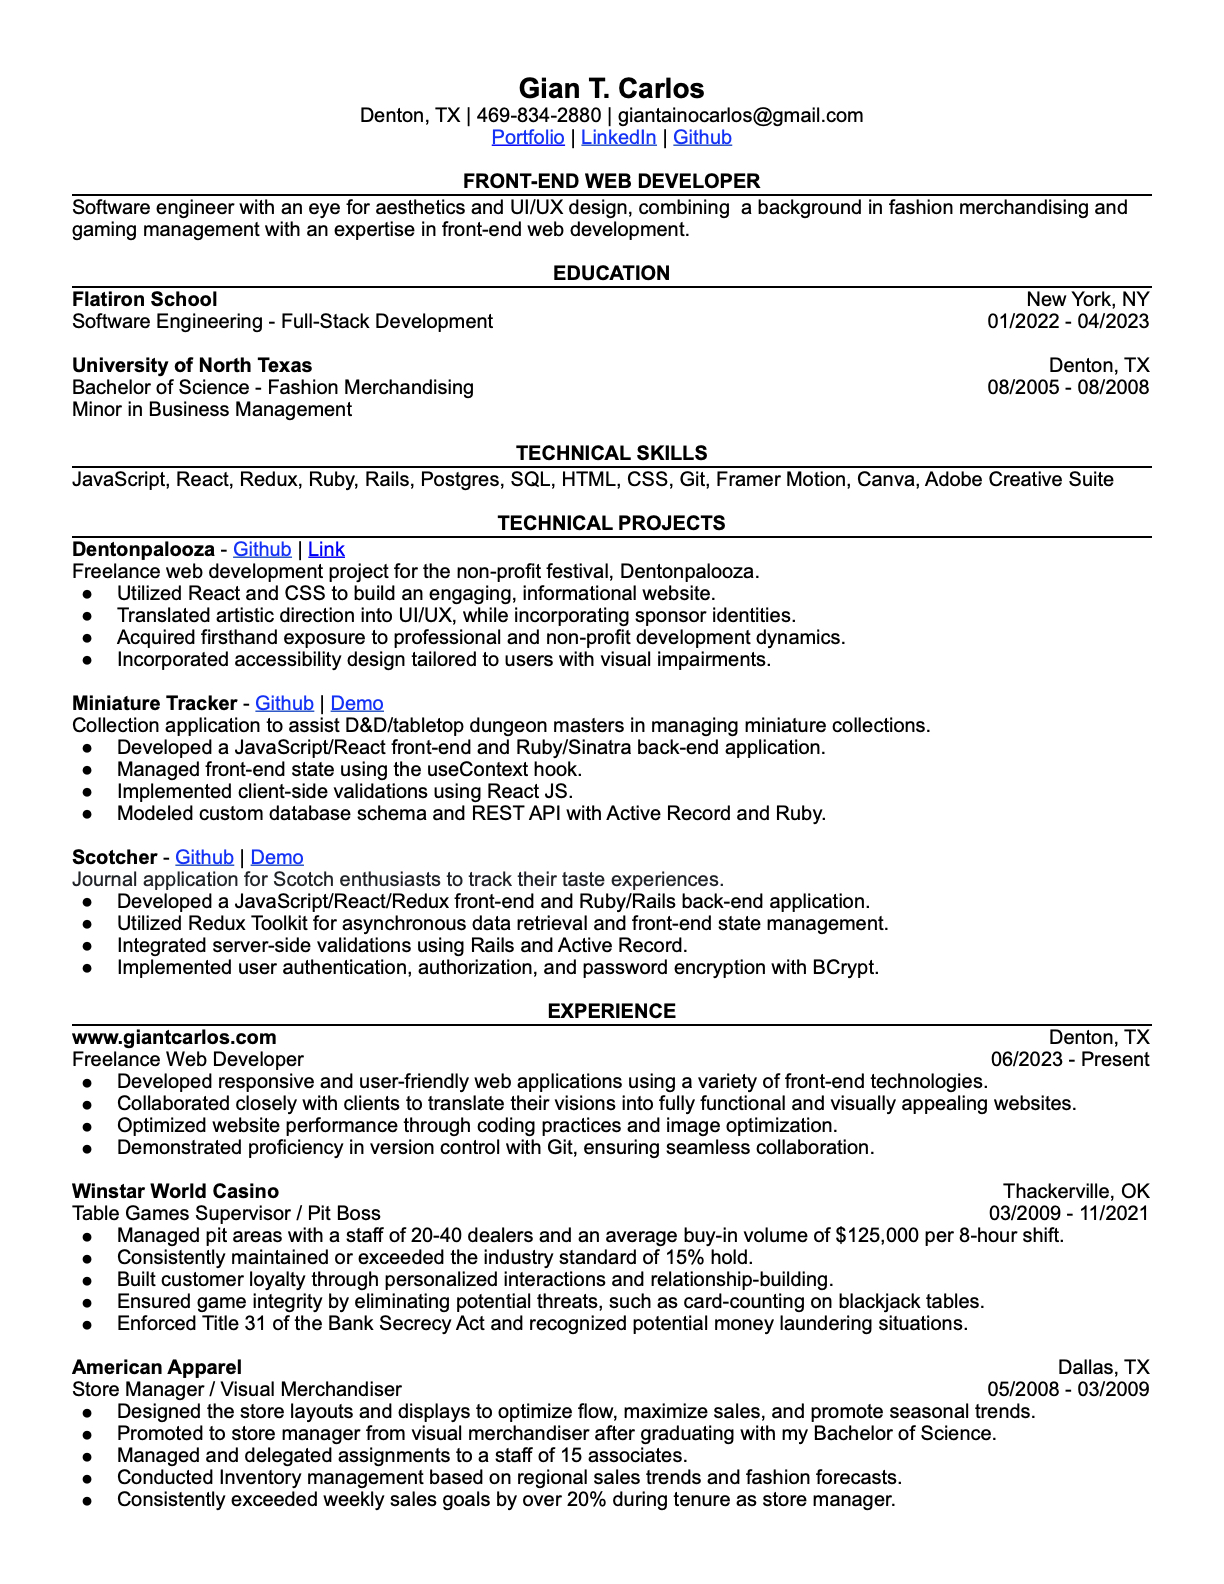 Gian T. Carlos
Denton, TX | 469-834-2880 | giantainocarlos@gmail.com
Portfolio | LinkedIn | Github
FRONT-END WEB DEVELOPER
Software engineer with an eye for aesthetics and UI/UX design, combining  a background in fashion merchandising and
gaming management with an expertise in front-end web development.
EDUCATION
Flatiron School New York, NY
Software Engineering - Full-Stack Development 01/2022 - 04/2023
University of North Texas Denton, TX
Bachelor of Science - Fashion Merchandising 08/2005 - 08/2008
Minor in Business Management
TECHNICAL SKILLS
JavaScript, React, Redux, Ruby, Rails, Postgres, SQL, HTML, CSS, Git, Framer Motion, Canva, Adobe Creative Suite
TECHNICAL PROJECTS
Dentonpalooza - Github | Link
Freelance web development project for the non-profit festival, Dentonpalooza.
● Utilized React and CSS to build an engaging, informational website.
● Translated artistic direction into UI/UX, while incorporating sponsor identities.
● Acquired firsthand exposure to professional and non-profit development dynamics.
● Incorporated accessibility design tailored to users with visual impairments.
Miniature Tracker - Github | Demo
Collection application to assist D&D/tabletop dungeon masters in managing miniature collections.
● Developed a JavaScript/React front-end and Ruby/Sinatra back-end application.
● Managed front-end state using the useContext hook.
● Implemented client-side validations using React JS.
● Modeled custom database schema and REST API with Active Record and Ruby.
Scotcher - Github | Demo
Journal application for Scotch enthusiasts to track their taste experiences.
● Developed a JavaScript/React/Redux front-end and Ruby/Rails back-end application.
● Utilized Redux Toolkit for asynchronous data retrieval and front-end state management.
● Integrated server-side validations using Rails and Active Record.
● Implemented user authentication, authorization, and password encryption with BCrypt.
EXPERIENCE
www.giantcarlos.com Denton, TX
Freelance Web Developer 06/2023 - Present
● Developed responsive and user-friendly web applications using a variety of front-end technologies.
● Collaborated closely with clients to translate their visions into fully functional and visually appealing websites.
● Optimized website performance through coding practices and image optimization.
● Demonstrated proficiency in version control with Git, ensuring seamless collaboration.
Winstar World Casino Thackerville, OK
Table Games Supervisor / Pit Boss 03/2009 - 11/2021
● Managed pit areas with a staff of 20-40 dealers and an average buy-in volume of $125,000 per 8-hour shift.
● Consistently maintained or exceeded the industry standard of 15% hold.
● Built customer loyalty through personalized interactions and relationship-building.
● Ensured game integrity by eliminating potential threats, such as card-counting on blackjack tables.
● Enforced Title 31 of the Bank Secrecy Act and recognized potential money laundering situations.
American Apparel Dallas, TX
Store Manager / Visual Merchandiser 05/2008 - 03/2009
● Designed the store layouts and displays to optimize flow, maximize sales, and promote seasonal trends.
● Promoted to store manager from visual merchandiser after graduating with my Bachelor of Science.
● Managed and delegated assignments to a staff of 15 associates.
● Conducted Inventory management based on regional sales trends and fashion forecasts.
● Consistently exceeded weekly sales goals by over 20% during tenure as store manager.